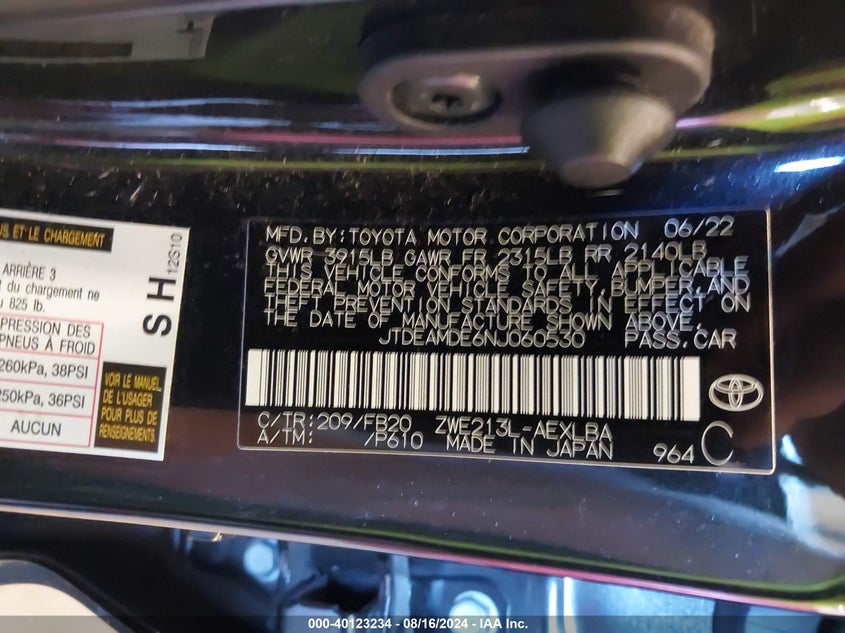 US ET LE CHARGEMENT
ARRIÈRE 3
du chargement ne
825 lb.
PRESSION DES
PNEUS À FROID
260kPa, 38PSI
250kPa, 36PSI
AUCUN
VOIR LE MANUEL
DE L'USAGER
POUR PLUS DE
RENSEIGNEMENTS
SH
12S10
MFD. BY: TOYOTA MOTOR CORPORATION 06/22
GVWR 3915LB GAWR FR 2315LB RR 2140LB
THIS VEHICLE CONFORMS TO ALL APPLICABLE
FEDERAL MOTOR VEHICLE SAFETY, BUMPER, AND
THEFT PREVENTION STANDARDS IN EFFECT ON
THE DATE OF MANUFACTURE SHOWN ABOVE.
JTDEAMDE6NJ060530 PASS. CAR
C/TR: 209/FB20 ZWE213L-AEXLBA
A/TM: /P610 MADE IN JAPAN 964 C
000-40123234 - 08/16/2024 - IAA Inc.